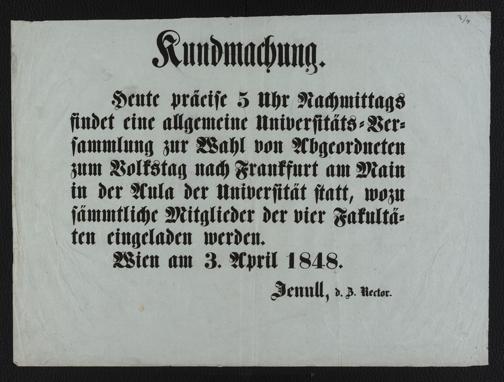 3/4
Kundmachung.
Heute präcise 5 Uhr Nachmittags
findet eine allgemeine Universitäts-Ver-
sammlung zur Wahl von Abgeordneten
zum Volkstag nach Frankfurt am Main
in der Aula der Universität statt, wozu
sämmtliche Mitglieder der vier Fakultä-
ten eingeladen werden.
Wien am 3. April 1848.
Jenull, d. Z. Rector.